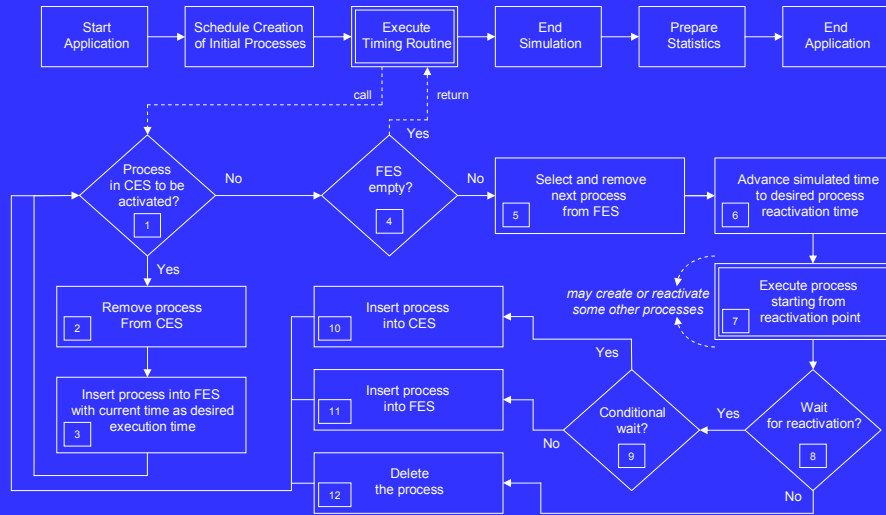 Start
Application
Schedule Creation
of Initial Processes
Execute
Timing Routine
End
Simulation
Prepare
Statistics
End
Application
call
return
Yes
Process
in CES to be
activated?
1
No
FES
empty?
4
No
Select and remove
next process
from FES
5
Advance simulated time
to desired process
reactivation time
6
Yes
Remove process
From CES
2
Insert process
into CES
10
may create or reactivate
some other processes
Execute process
starting from
reactivation point
7
Yes
Insert process into FES
with current time as desired
execution time
3
Insert process
into FES
11
No
Conditional
wait?
9
Yes
Wait
for reactivation?
8
No
Delete
the process
12